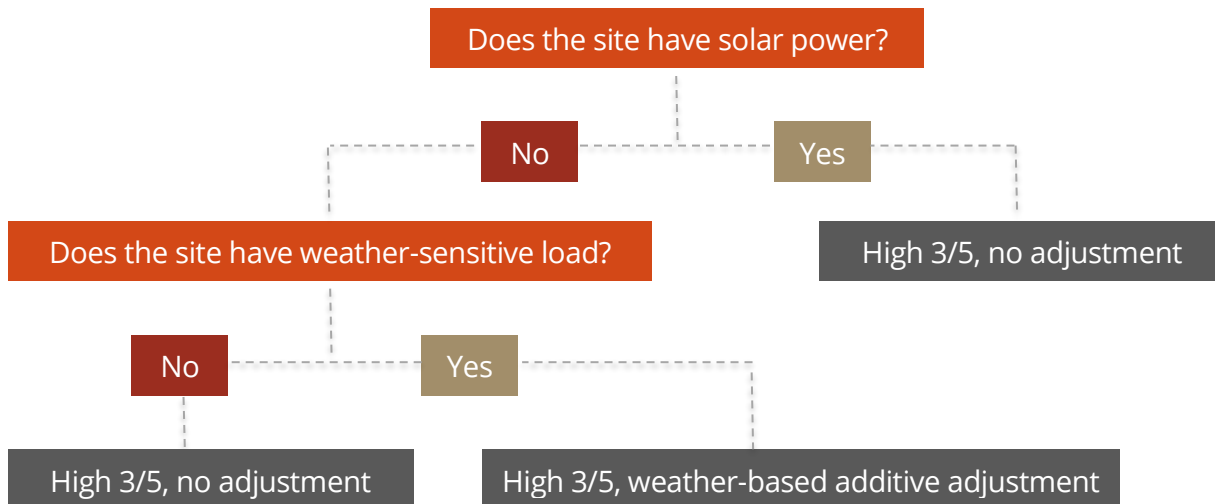 Does the site have solar power?
No
Yes
Does the site have weather-sensitive load?
High 3/5, no adjustment
No
Yes
High 3/5, no adjustment
High 3/5, weather-based additive adjustment